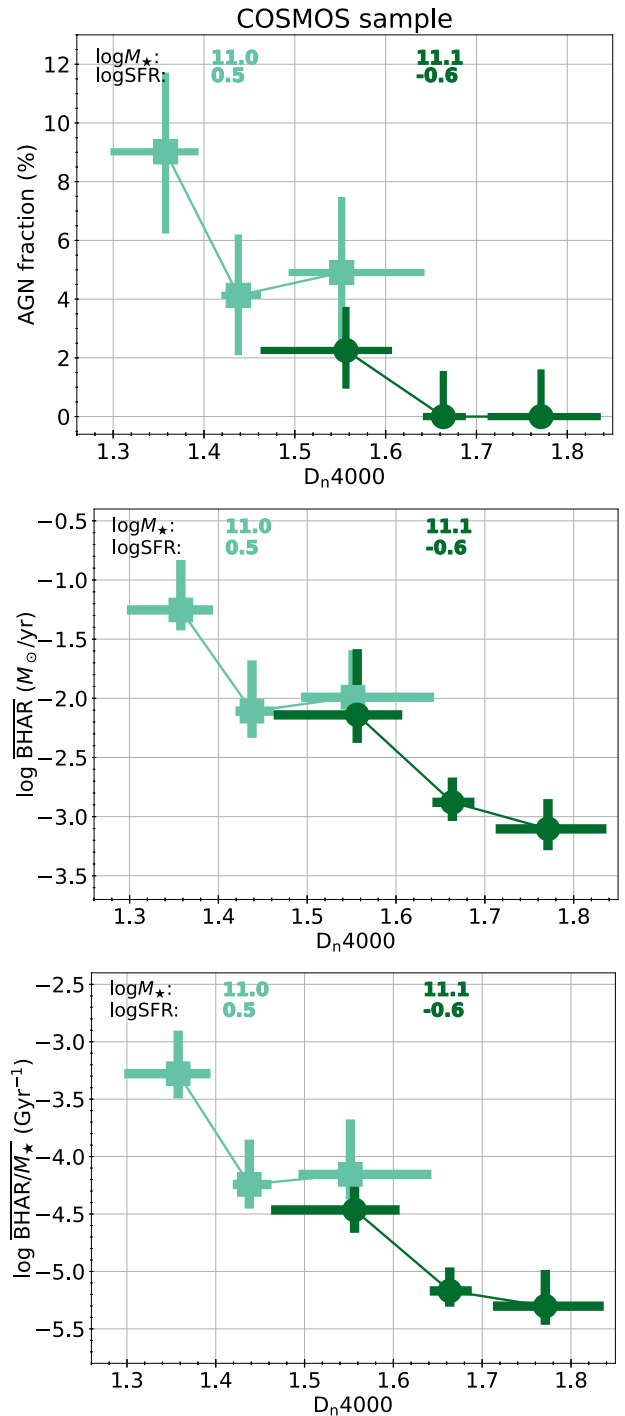 COSMOS sample
logM★: 11.0 11.1
logSFR: 0.5 -0.6
12
10
8
6
4
2
0
AGN fraction (%)
1.3 1.4 1.5 1.6 1.7 1.8
Dn4000
logM★: 11.0 11.1
logSFR: 0.5 -0.6
−0.5
−1.0
−1.5
−2.0
−2.5
−3.0
−3.5
log BHAR (M⊙/yr)
1.3 1.4 1.5 1.6 1.7 1.8
Dn4000
logM★: 11.0 11.1
logSFR: 0.5 -0.6
−2.5
−3.0
−3.5
−4.0
−4.5
−5.0
−5.5
log BHAR/M★ (Gyr⁻¹)
1.3 1.4 1.5 1.6 1.7 1.8
Dn4000